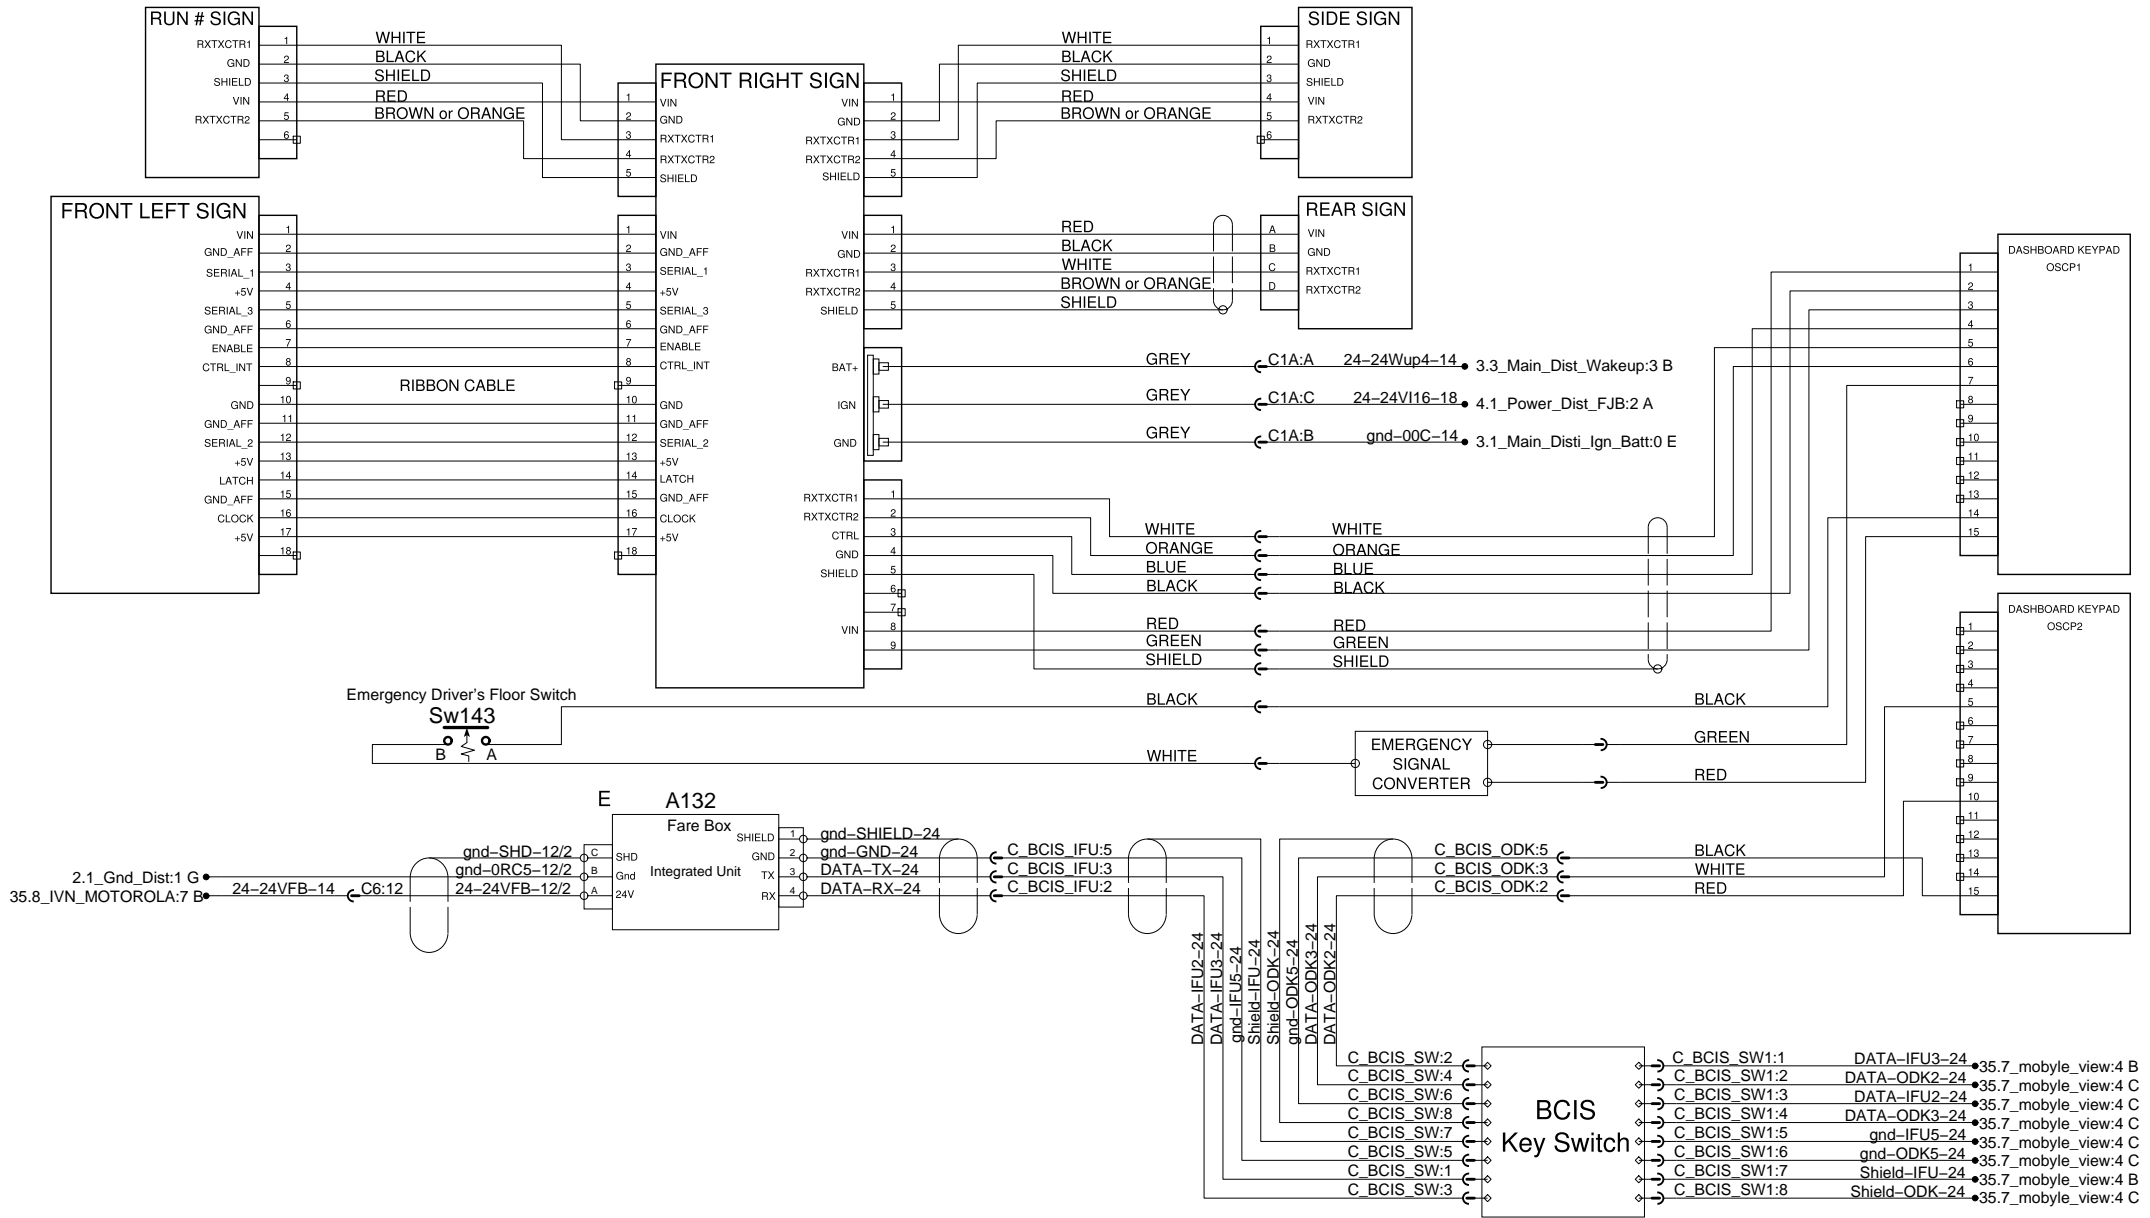 RUN # SIGN
RXTXCTR1 1 WHITE
GND 2 BLACK
SHIELD 3 SHIELD
VIN 4 RED
RXTXCTR2 5 BROWN or ORANGE
6
FRONT LEFT SIGN
VIN 1
GND_AFF 2
SERIAL_1 3
+5V 4
SERIAL_3 5
GND_AFF 6
ENABLE 7
CTRL_INT 8
9
GND 10
GND_AFF 11
SERIAL_2 12
+5V 13
LATCH 14
GND_AFF 15
CLOCK 16
+5V 17
18
RIBBON CABLE
FRONT RIGHT SIGN
1 VIN
2 GND
3 RXTXCTR1
4 RXTXCTR2
5 SHIELD
1 VIN
2 GND_AFF
3 SERIAL_1
4 +5V
5 SERIAL_3
6 GND_AFF
7 ENABLE
8 CTRL_INT
9
10 GND
11 GND_AFF
12 SERIAL_2
13 +5V
14 LATCH
15 GND_AFF
16 CLOCK
17 +5V
18
VIN 1
GND 2
RXTXCTR1 3
RXTXCTR2 4
SHIELD 5
WHITE
BLACK
SHIELD
RED
BROWN or ORANGE
SIDE SIGN
1 RXTXCTR1
2 GND
3 SHIELD
4 VIN
5 RXTXCTR2
6
VIN 1 RED
GND 2 BLACK
RXTXCTR1 3 WHITE
RXTXCTR2 4 BROWN or ORANGE
SHIELD 5 SHIELD
REAR SIGN
A VIN
B GND
C RXTXCTR1
D RXTXCTR2
BAT+ GREY C1A:A 24-24Wup4-14 3.3_Main_Dist_Wakeup:3 B
IGN GREY C1A:C 24-24VI16-18 4.1_Power_Dist_FJB:2 A
GND GREY C1A:B gnd-00C-14 3.1_Main_Disti_Ign_Batt:0 E
RXTXCTR1 1
RXTXCTR2 2
CTRL 3
GND 4
SHIELD 5
6
7
VIN 8
9
WHITE WHITE
ORANGE ORANGE
BLUE BLUE
BLACK BLACK
RED RED
GREEN GREEN
SHIELD SHIELD
DASHBOARD KEYPAD
OSCP1
1
2
3
4
5
6
7
8
9
10
11
12
13
14
15
DASHBOARD KEYPAD
OSCP2
1
2
3
4
5
6
7
8
9
10
11
12
13
14
15
Emergency Driver's Floor Switch
Sw143
B A
BLACK BLACK
WHITE
EMERGENCY
SIGNAL
CONVERTER
GREEN
RED
E A132
Fare Box
Integrated Unit
C SHD
B Gnd
A 24V
SHIELD 1
GND 2
TX 3
RX 4
gnd-SHD-12/2
2.1_Gnd_Dist:1 G gnd-0RC5-12/2
35.8_IVN_MOTOROLA:7 B 24-24VFB-14 C6:12 24-24VFB-12/2
gnd-SHIELD-24
gnd-GND-24 C_BCIS_IFU:5
DATA-TX-24 C_BCIS_IFU:3
DATA-RX-24 C_BCIS_IFU:2
C_BCIS_ODK:5 BLACK
C_BCIS_ODK:3 WHITE
C_BCIS_ODK:2 RED
DATA-IFU2-24
DATA-IFU3-24
gnd-IFU5-24
Shield-IFU-24
Shield-ODK-24
gnd-ODK5-24
DATA-ODK3-24
DATA-ODK2-24
C_BCIS_SW:2
C_BCIS_SW:4
C_BCIS_SW:6
C_BCIS_SW:8
C_BCIS_SW:7
C_BCIS_SW:5
C_BCIS_SW:1
C_BCIS_SW:3
BCIS
Key Switch
C_BCIS_SW1:1 DATA-IFU3-24 35.7_mobyle_view:4 B
C_BCIS_SW1:2 DATA-ODK2-24 35.7_mobyle_view:4 C
C_BCIS_SW1:3 DATA-IFU2-24 35.7_mobyle_view:4 C
C_BCIS_SW1:4 DATA-ODK3-24 35.7_mobyle_view:4 C
C_BCIS_SW1:5 gnd-IFU5-24 35.7_mobyle_view:4 C
C_BCIS_SW1:6 gnd-ODK5-24 35.7_mobyle_view:4 C
C_BCIS_SW1:7 Shield-IFU-24 35.7_mobyle_view:4 B
C_BCIS_SW1:8 Shield-ODK-24 35.7_mobyle_view:4 C